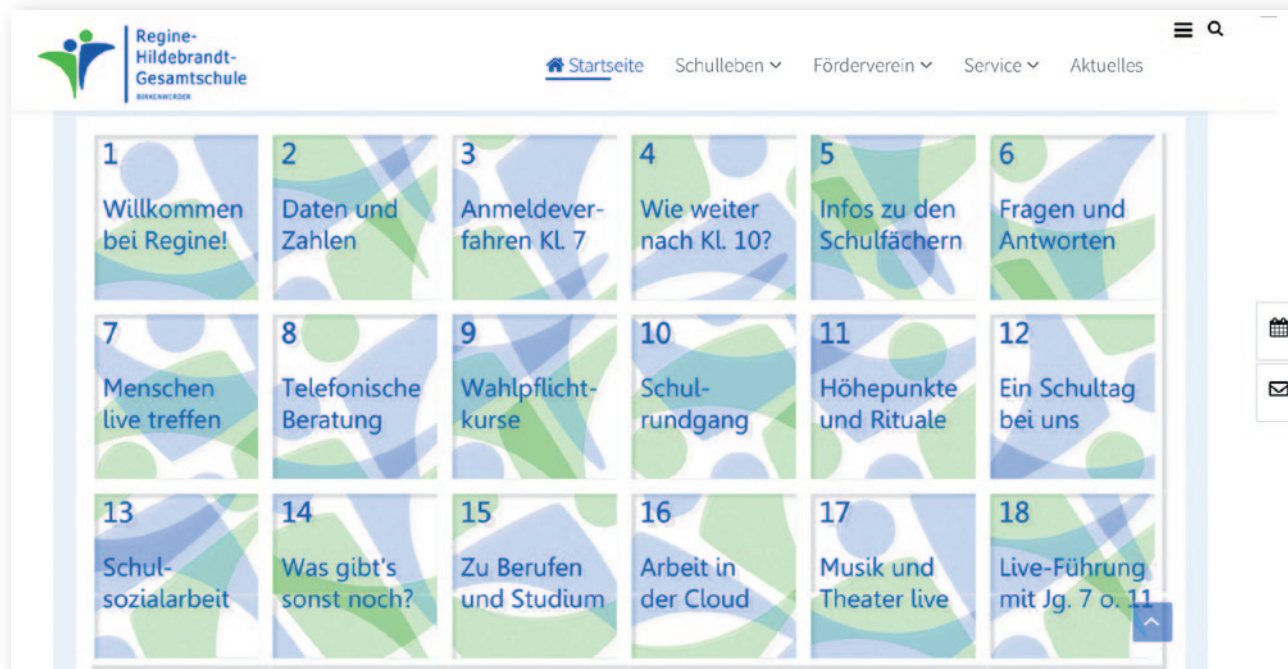 Regine-
Hildebrandt-
Gesamtschule
BIRKENWERDER
Startseite Schulleben Förderverein Service Aktuelles
1
Willkommen
bei Regine!
2
Daten und
Zahlen
3
Anmeldever-
fahren Kl. 7
4
Wie weiter
nach Kl. 10?
5
Infos zu den
Schulfächern
6
Fragen und
Antworten
7
Menschen
live treffen
8
Telefonische
Beratung
9
Wahlpflicht-
kurse
10
Schul-
rundgang
11
Höhepunkte
und Rituale
12
Ein Schultag
bei uns
13
Schul-
sozialarbeit
14
Was gibt's
sonst noch?
15
Zu Berufen
und Studium
16
Arbeit in
der Cloud
17
Musik und
Theater live
18
Live-Führung
mit Jg. 7 o. 11